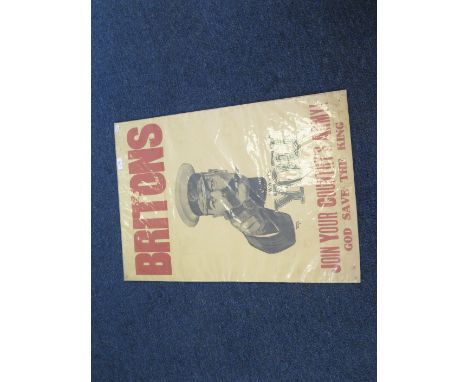 BRITONS
YOU
JOIN YOUR COUNTRY'S ARMY!
GOD SAVE THE KING